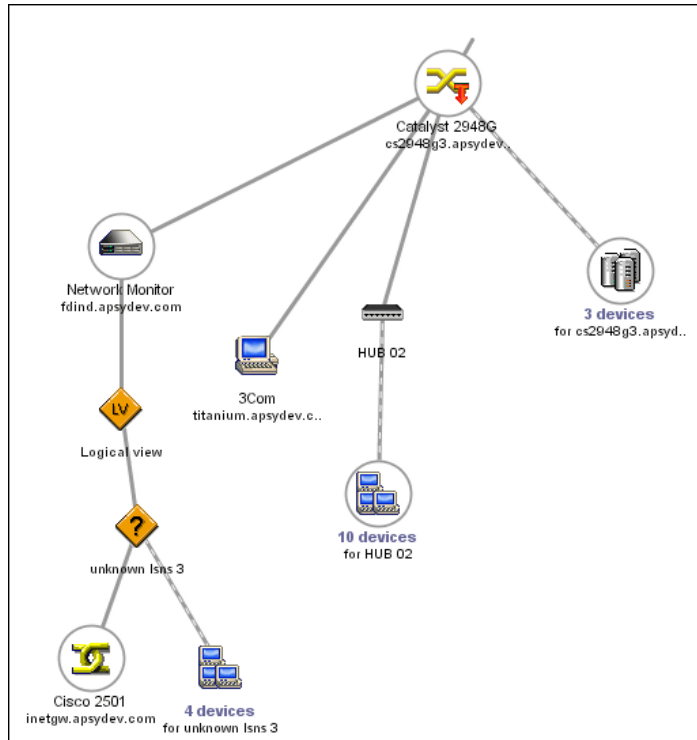 Catalyst 2948G
cs2948g3.apsydev..
Network Monitor
fdind.apsydev.com
3 devices
for cs2948g3.apsyd..
HUB 02
3Com
titanium.apsydev.c..
LV
Logical view
?
10 devices
for HUB 02
unknown lsns 3
Cisco 2501
inetgw.apsydev.com
4 devices
for unknown lsns 3